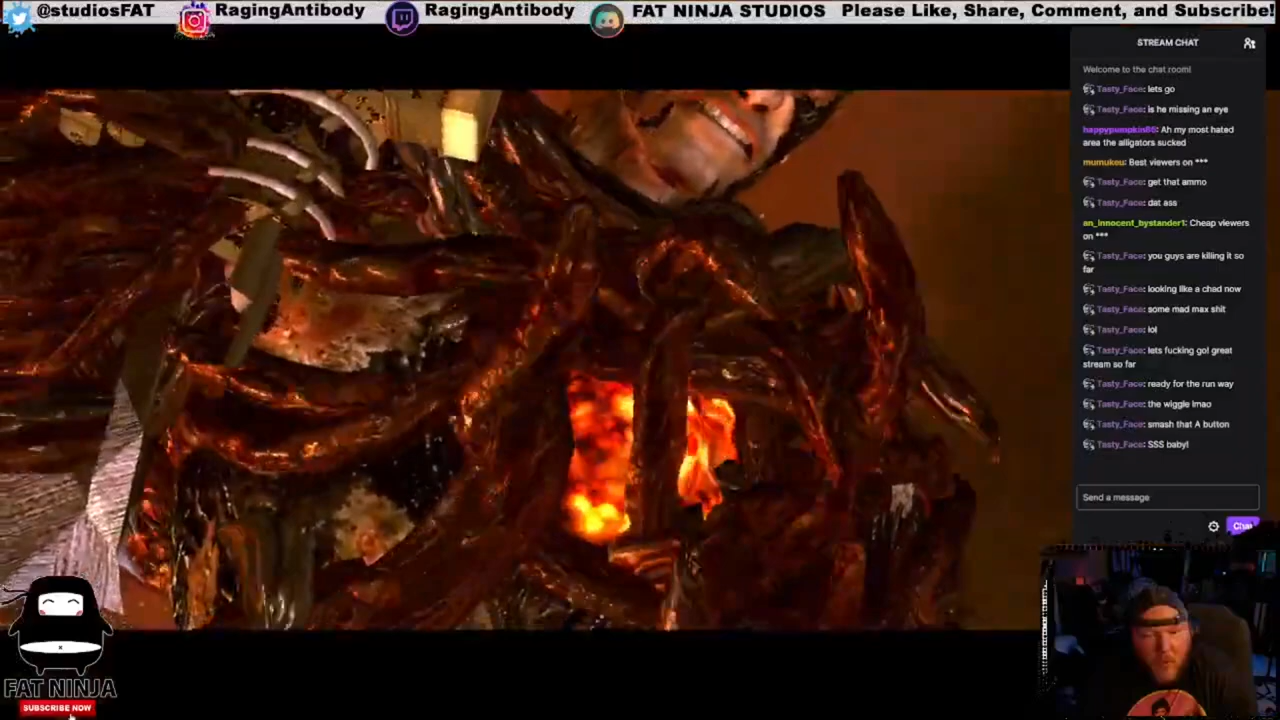 @studiosFAT RagingAntibody RagingAntibody FAT NINJA STUDIOS Please Like, Share, Comment, and Subscribe!
STREAM CHAT
Welcome to the chat room!
Tasty_Face: lets go
Tasty_Face: is he missing an eye
happypumpkin86: Ah my most hated
area the alligators sucked
mumukeu: Best viewers on ***
Tasty_Face: get that ammo
Tasty_Face: dat ass
an_innocent_bystander1: Cheap viewers
on ***
Tasty_Face: you guys are killing it so
far
Tasty_Face: looking like a chad now
Tasty_Face: some mad max shit
Tasty_Face: lol
Tasty_Face: lets fucking go! great
stream so far
Tasty_Face: ready for the run way
Tasty_Face: the wiggle lmao
Tasty_Face: smash that A button
Tasty_Face: SSS baby!
Send a message
FAT NINJA
SUBSCRIBE NOW